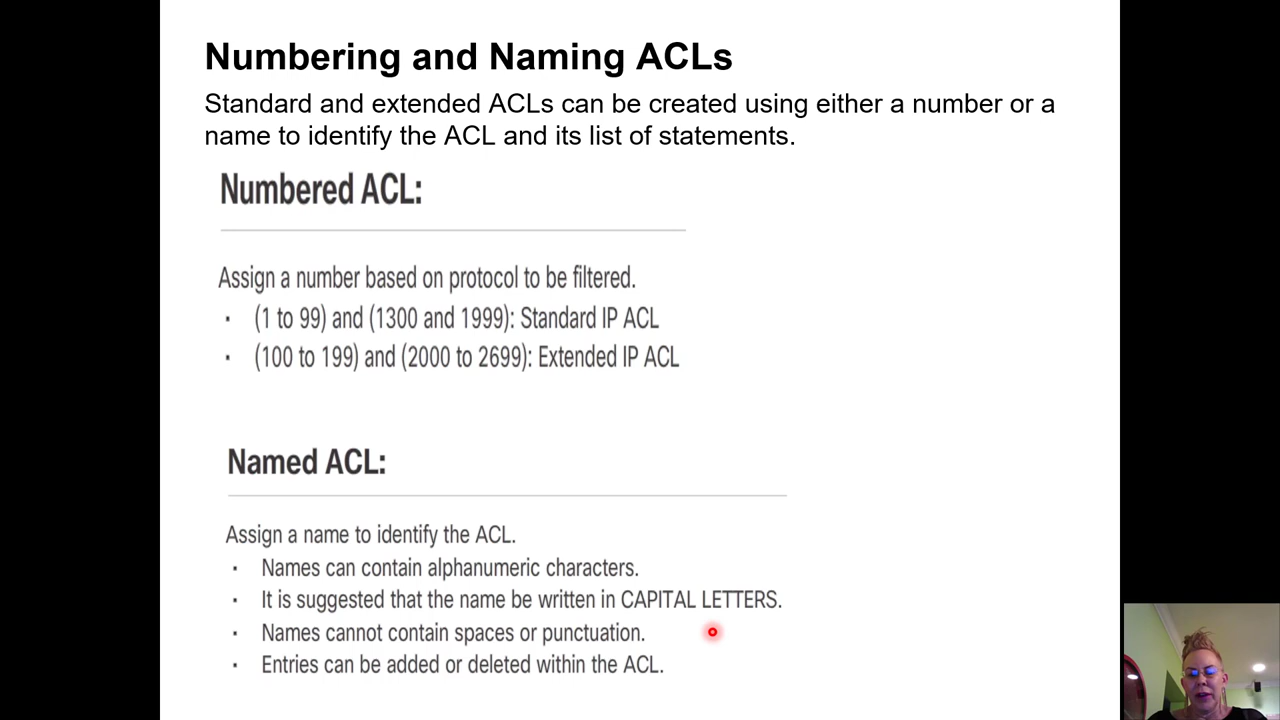 Numbering and Naming ACLs
Standard and extended ACLs can be created using either a number or a
name to identify the ACL and its list of statements.
Numbered ACL:
Assign a number based on protocol to be filtered.
· (1 to 99) and (1300 and 1999): Standard IP ACL
· (100 to 199) and (2000 to 2699): Extended IP ACL
Named ACL:
Assign a name to identify the ACL.
· Names can contain alphanumeric characters.
· It is suggested that the name be written in CAPITAL LETTERS.
· Names cannot contain spaces or punctuation.
· Entries can be added or deleted within the ACL.